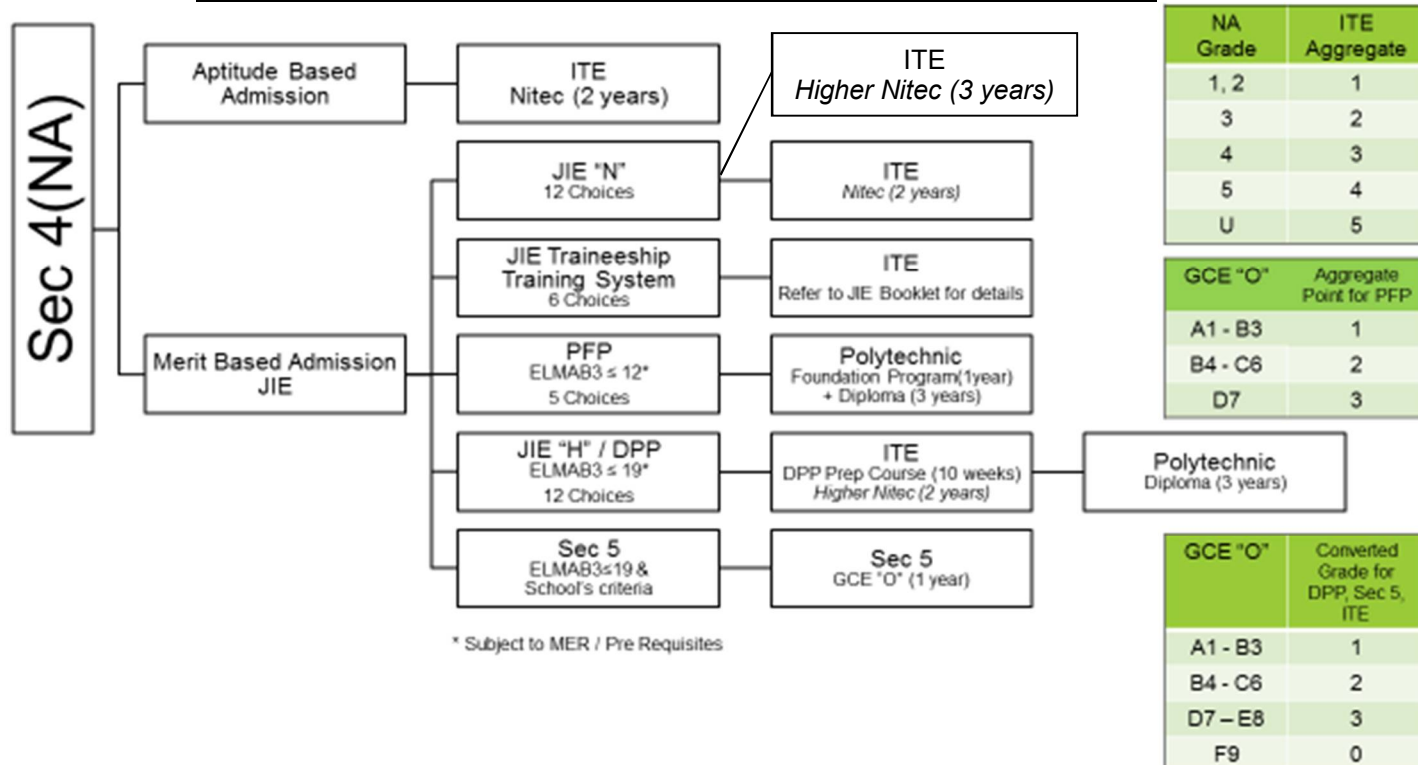 Sec 4(NA)
Aptitude Based
Admission
ITE
Nitec (2 years)
ITE
Higher Nitec (3 years)
Merit Based Admission
JIE
JIE "N"
12 Choices
ITE
Nitec (2 years)
JIE Traineeship
Training System
6 Choices
ITE
Refer to JIE Booklet for details
PFP
ELMAB3 ≤ 12*
5 Choices
Polytechnic
Foundation Program(1year)
+ Diploma (3 years)
JIE "H" / DPP
ELMAB3 ≤ 19*
12 Choices
ITE
DPP Prep Course (10 weeks)
Higher Nitec (2 years)
Polytechnic
Diploma (3 years)
Sec 5
ELMAB3≤19 &
School's criteria
Sec 5
GCE "O" (1 year)
* Subject to MER / Pre Requisites
NA Grade ITE Aggregate
1, 2 1
3 2
4 3
5 4
U 5
GCE "O" Aggregate Point for PFP
A1 - B3 1
B4 - C6 2
D7 3
GCE "O" Converted Grade for DPP, Sec 5, ITE
A1 - B3 1
B4 - C6 2
D7 – E8 3
F9 0